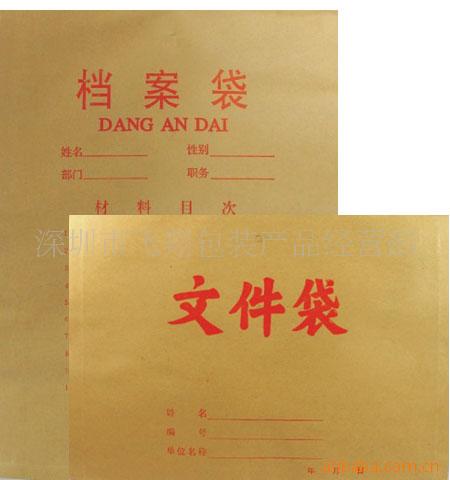 档案袋
DANG AN DAI
姓名 性别
部门 职务
材料目次
深圳市飞翔包装产品经营部
文件袋
姓名
编号
单位名称
年 月 日